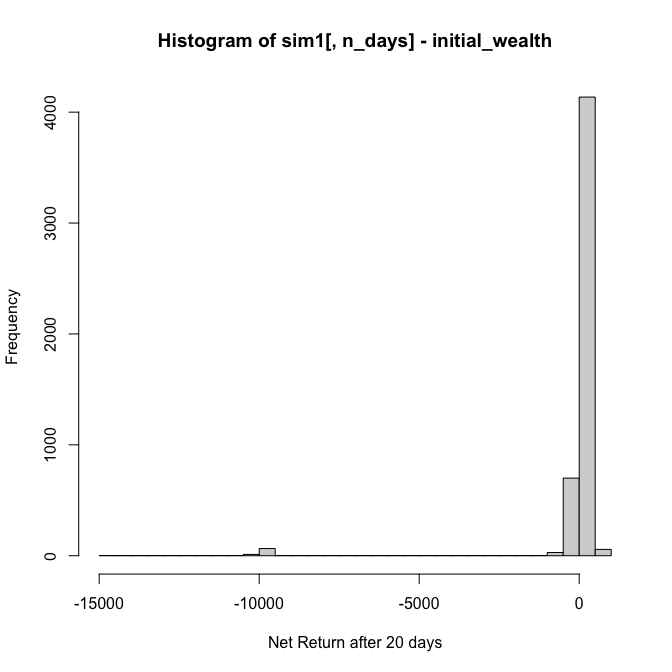 Histogram of sim1[, n_days] - initial_wealth
Frequency
4000
3000
2000
1000
0
-15000 -10000 -5000 0
Net Return after 20 days